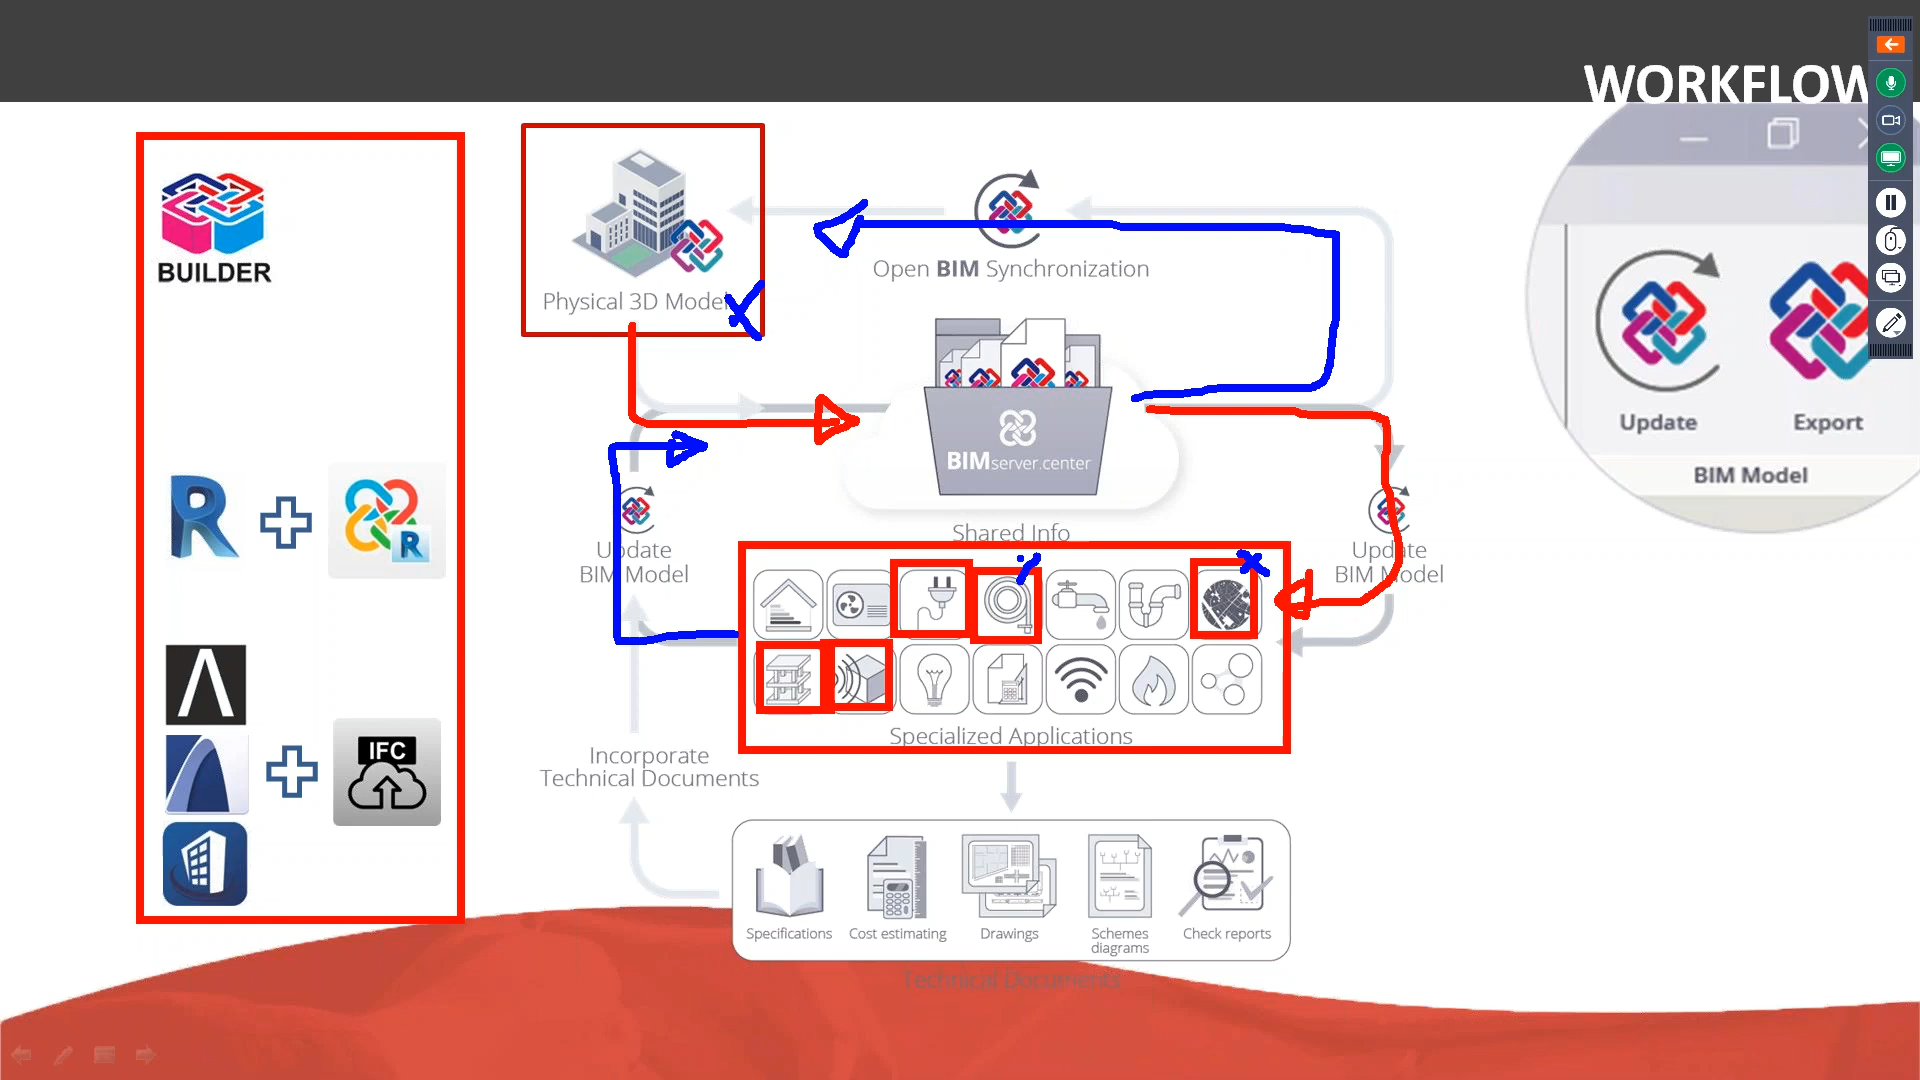 WORKFLOW
BUILDER
Physical 3D Model
Open BIM Synchronization
BIMserver.center
Shared Info
Update
BIM Model
Update
BIM Model
Update
Export
BIM Model
R
R
IFC
Specialized Applications
Incorporate
Technical Documents
Specifications
Cost estimating
Drawings
Schemes
diagrams
Check reports
Technical Documents